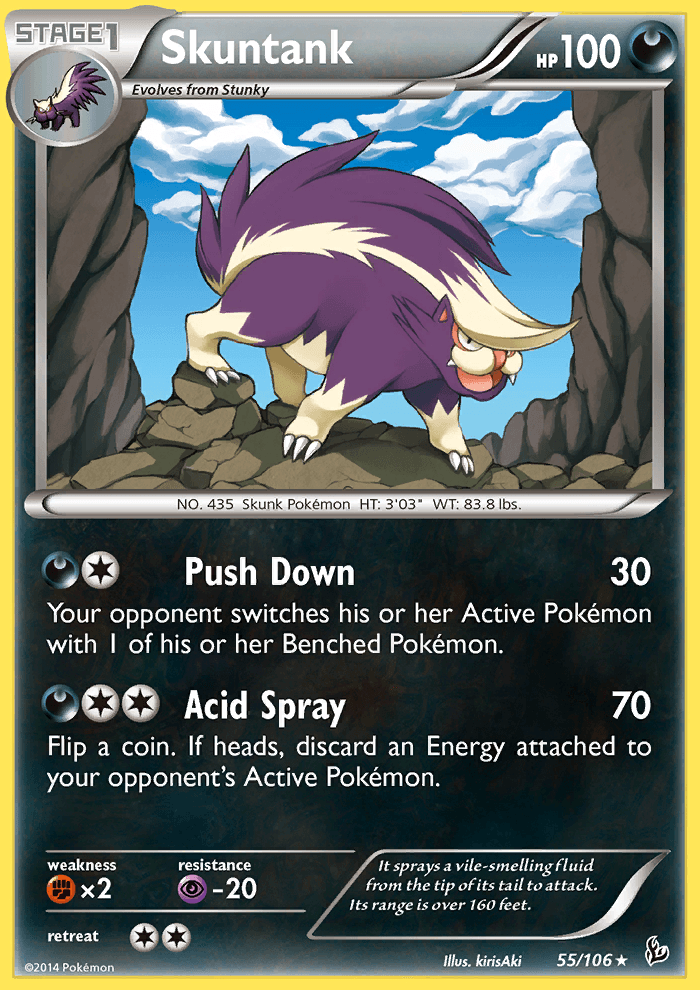 STAGE1
Skuntank
HP100
Evolves from Stunky
NO. 435 Skunk Pokémon HT: 3'03" WT: 83.8 lbs.
Push Down 30
Your opponent switches his or her Active Pokémon
with 1 of his or her Benched Pokémon.
Acid Spray 70
Flip a coin. If heads, discard an Energy attached to
your opponent's Active Pokémon.
weakness resistance
×2 -20
It sprays a vile-smelling fluid
from the tip of its tail to attack.
Its range is over 160 feet.
retreat
©2014 Pokémon
Illus. kirisAki 55/106 ★